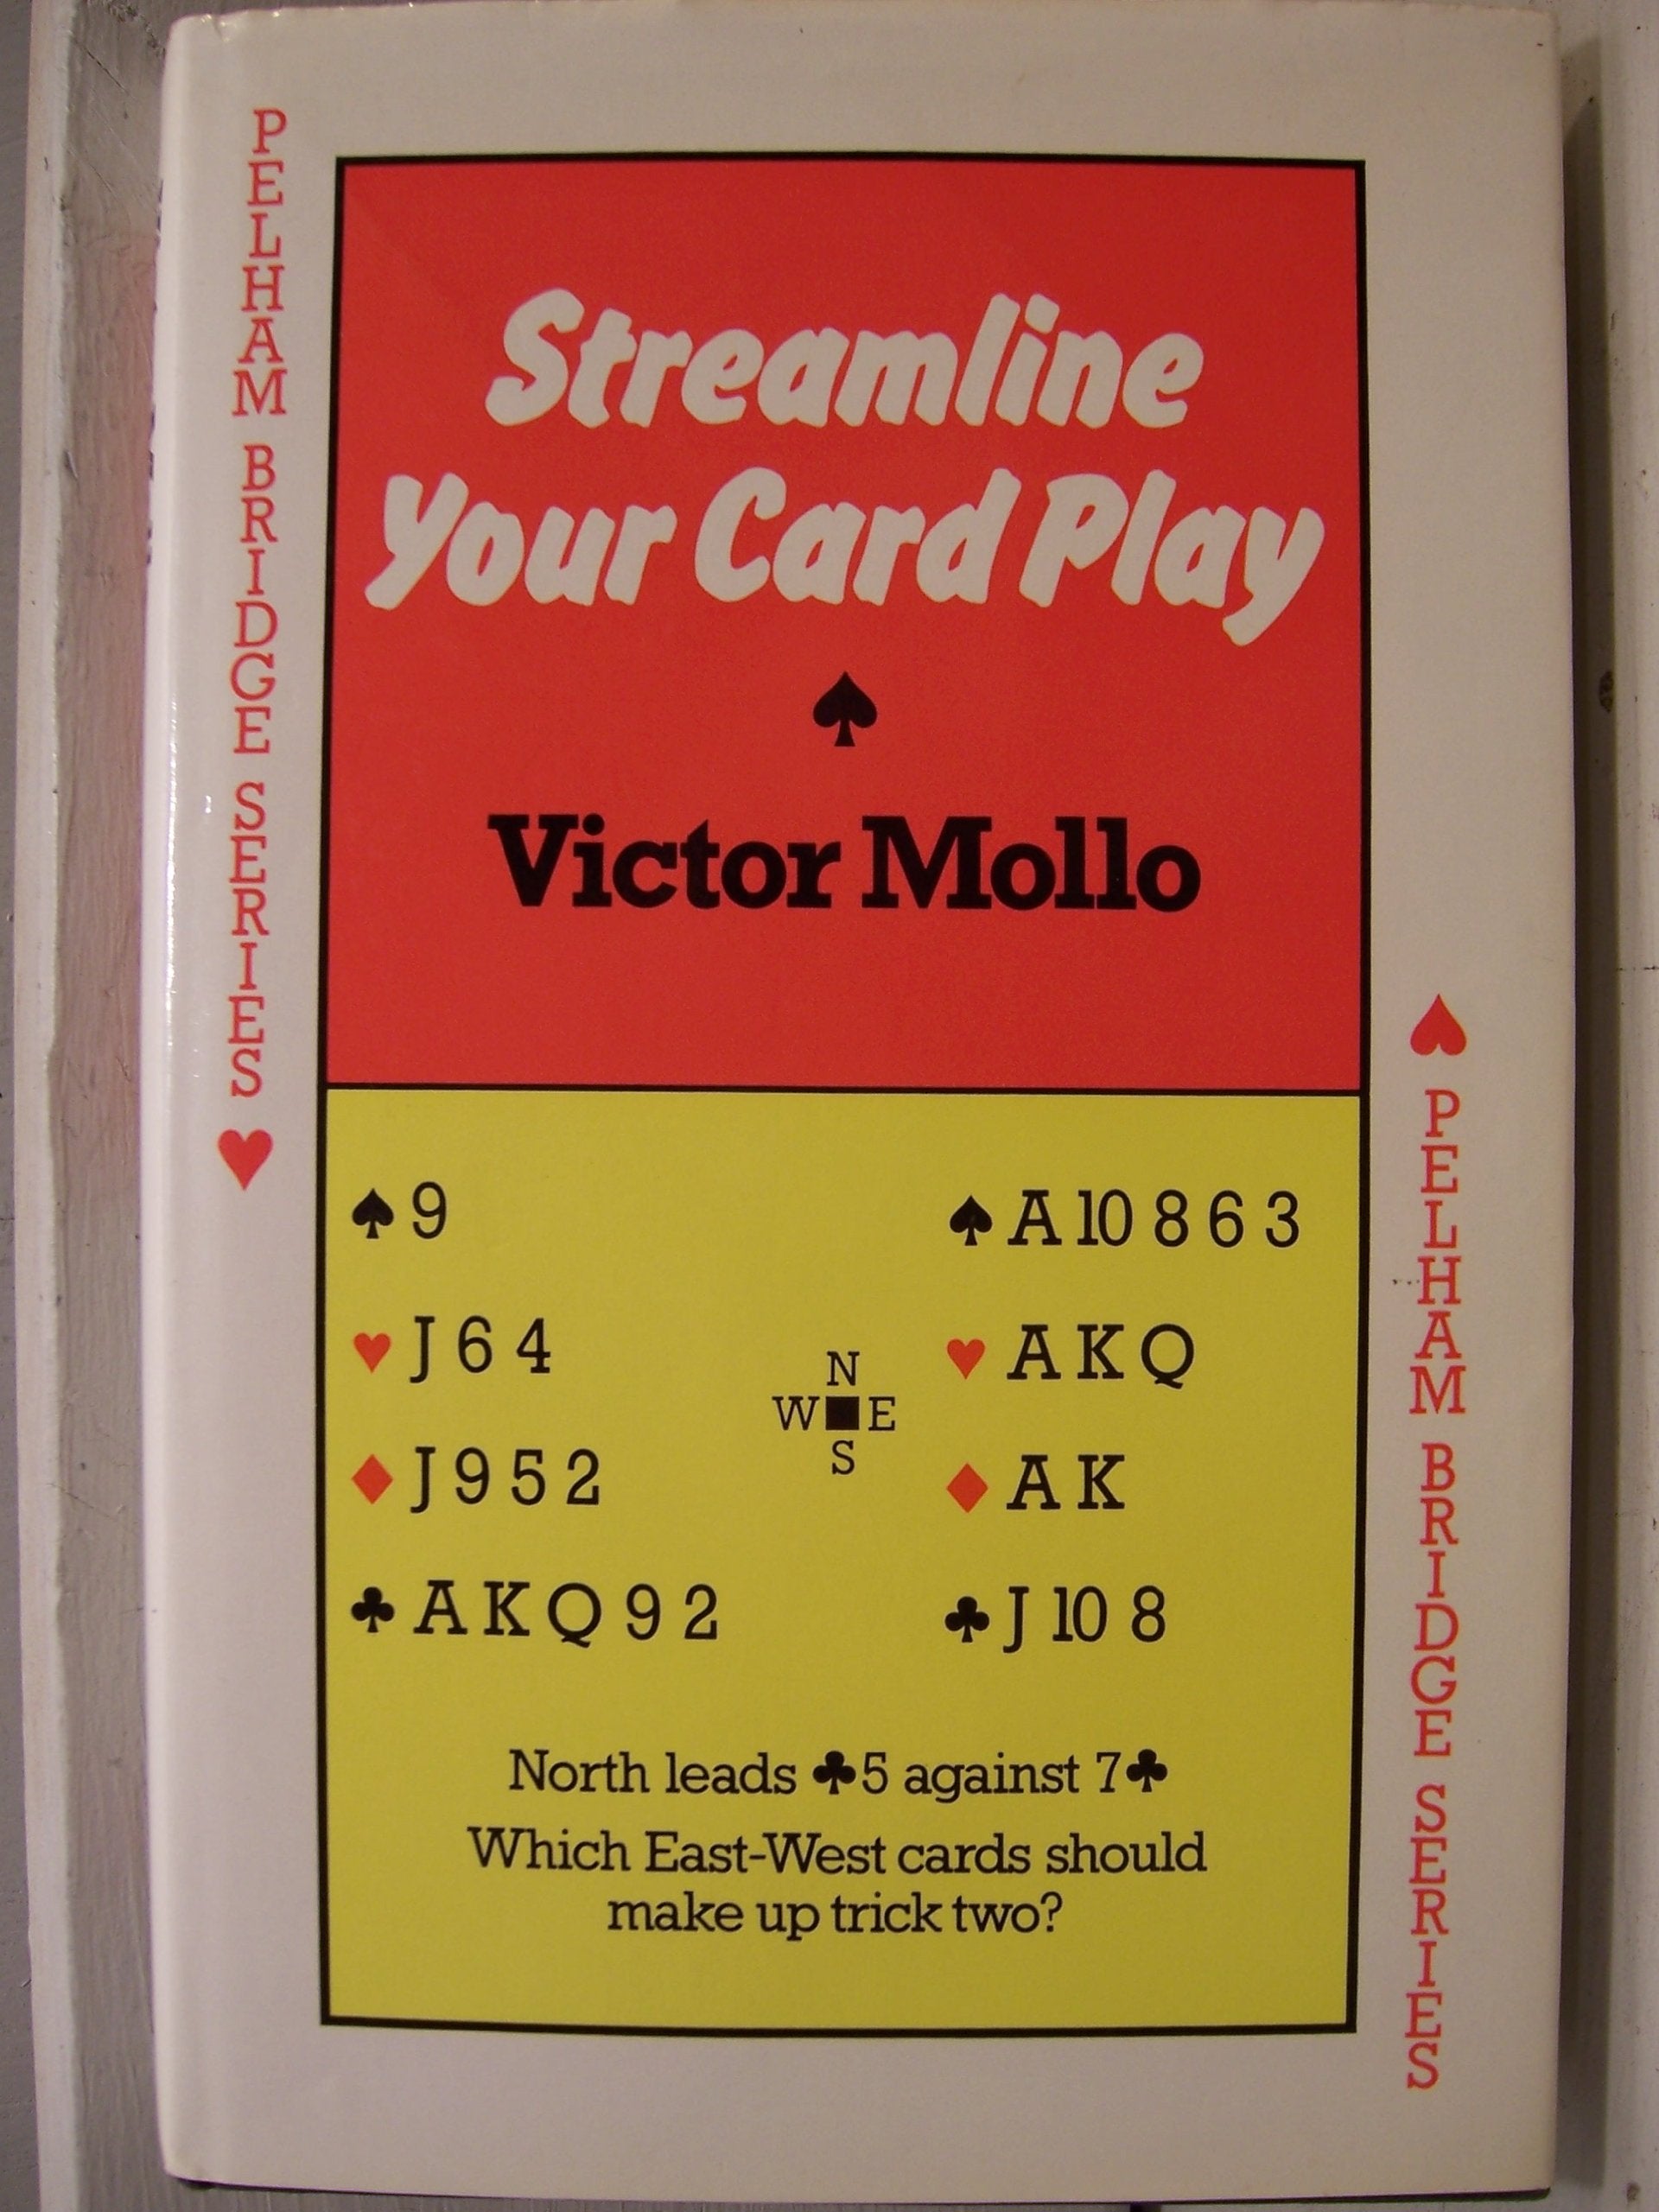 PELHAM BRIDGE SERIES ♥
Streamline
Your Card Play
♠
Victor Mollo
♠ 9
♥ J 6 4
♦ J 9 5 2
♣ A K Q 9 2
N
W E
S
♠ A 10 8 6 3
♥ A K Q
♦ A K
♣ J 10 8
North leads ♣5 against 7♣
Which East-West cards should
make up trick two?
♥ PELHAM BRIDGE SERIES